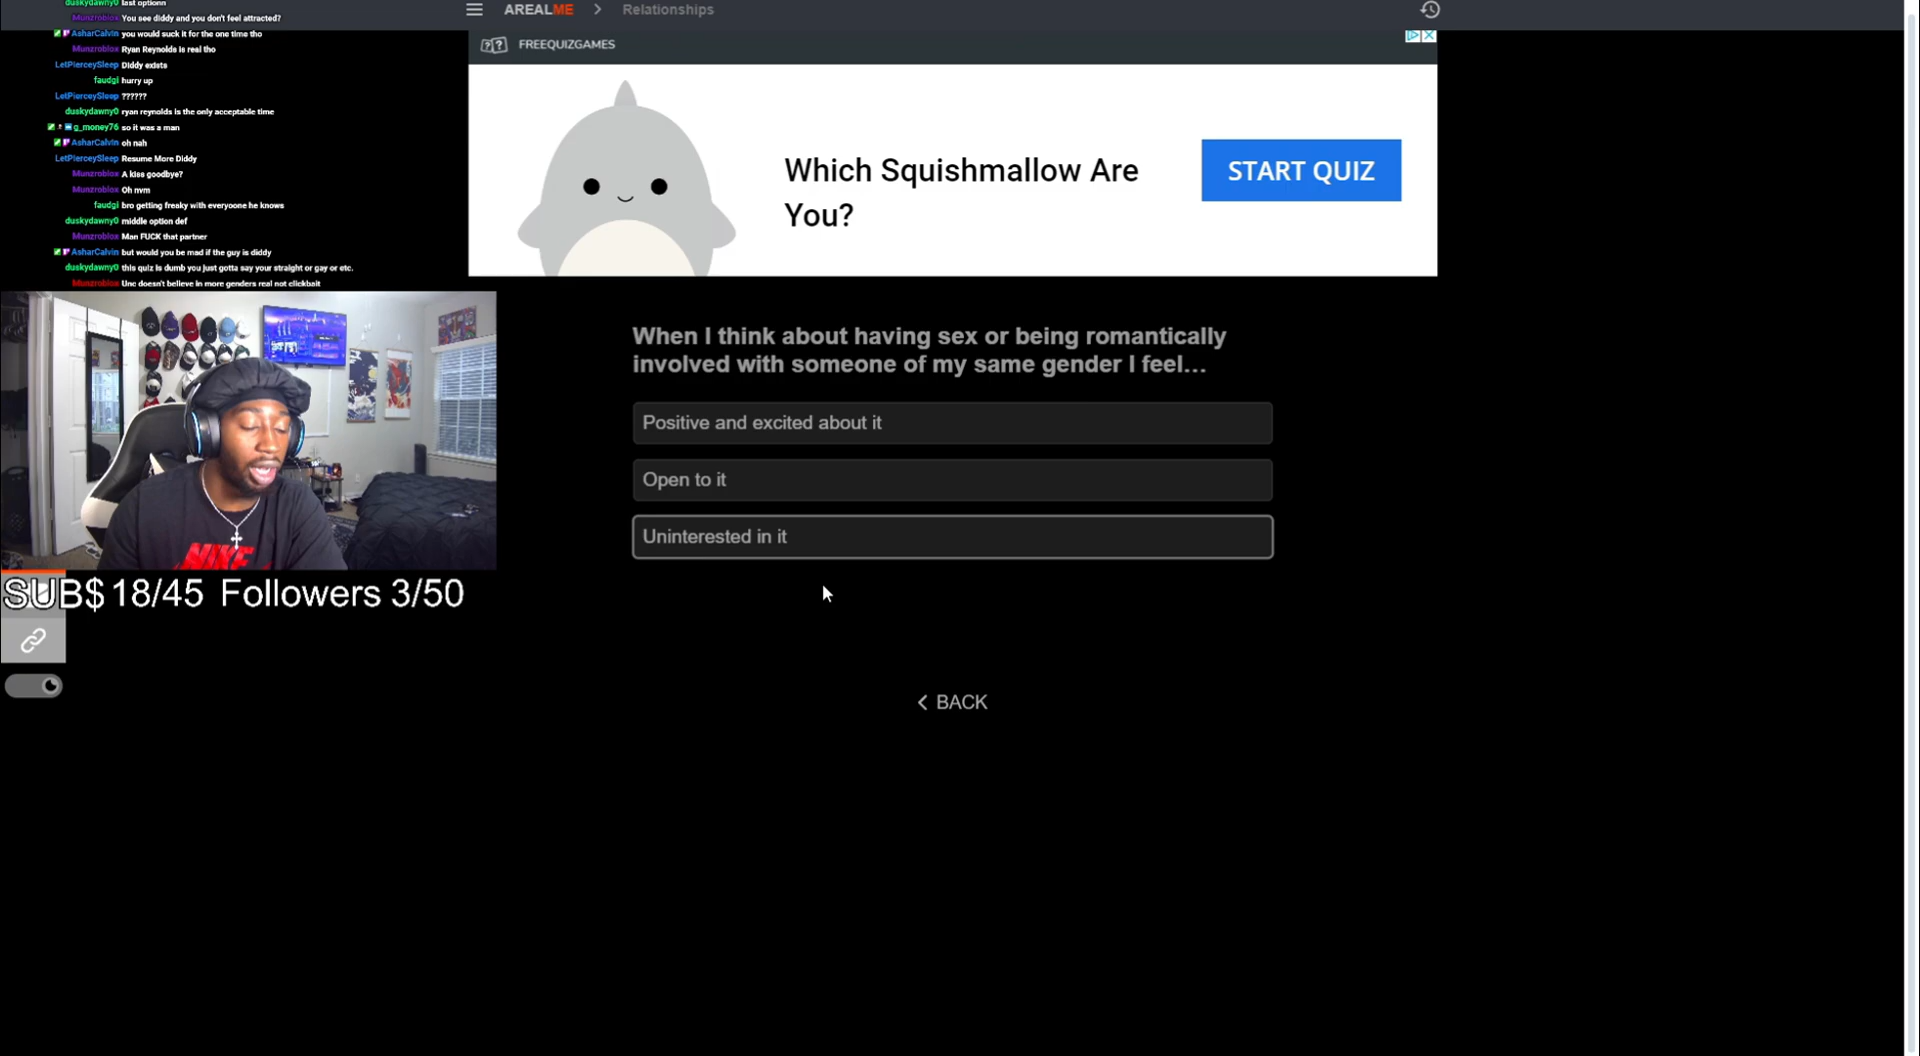 duskydawny0 last optionn
Munzroblox You see diddy and you don't feel attracted?
AsharCalvin you would suck it for the one time tho
Munzroblox Ryan Reynolds is real tho
LetPierceySleep Diddy exists
faudgi hurry up
LetPierceySleep ??????
duskydawny0 ryan reynolds is the only acceptable time
g_money76 so it was a man
AsharCalvin oh nah
LetPierceySleep Resume More Diddy
Munzroblox A kiss goodbye?
Munzroblox Oh nvm
faudgi bro getting freaky with everyoone he knows
duskydawny0 middle option def
Munzroblox Man FUCK that partner
AsharCalvin but would you be mad if the guy is diddy
duskydawny0 this quiz is dumb you just gotta say your straight or gay or etc.
Munzroblox Unc doesn't believe in more genders real not clickbait
NIKE
SUB$ 18/45 Followers 3/50
AREALME > Relationships
FREEQUIZGAMES
Which Squishmallow Are
You?
START QUIZ
When I think about having sex or being romantically
involved with someone of my same gender I feel...
Positive and excited about it
Open to it
Uninterested in it
BACK